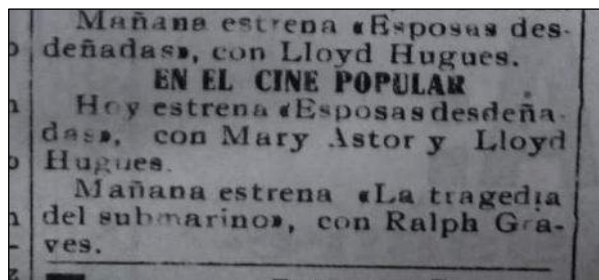 Mañana estrena «Esposas des-
deñadas», con Lloyd Hugues.
EN EL CINE POPULAR
Hoy estrena «Esposas desdeña-
das», con Mary Astor y Lloyd
Hugues.
Mañana estrena «La tragedia
del submarino», con Ralph Gra-
ves.